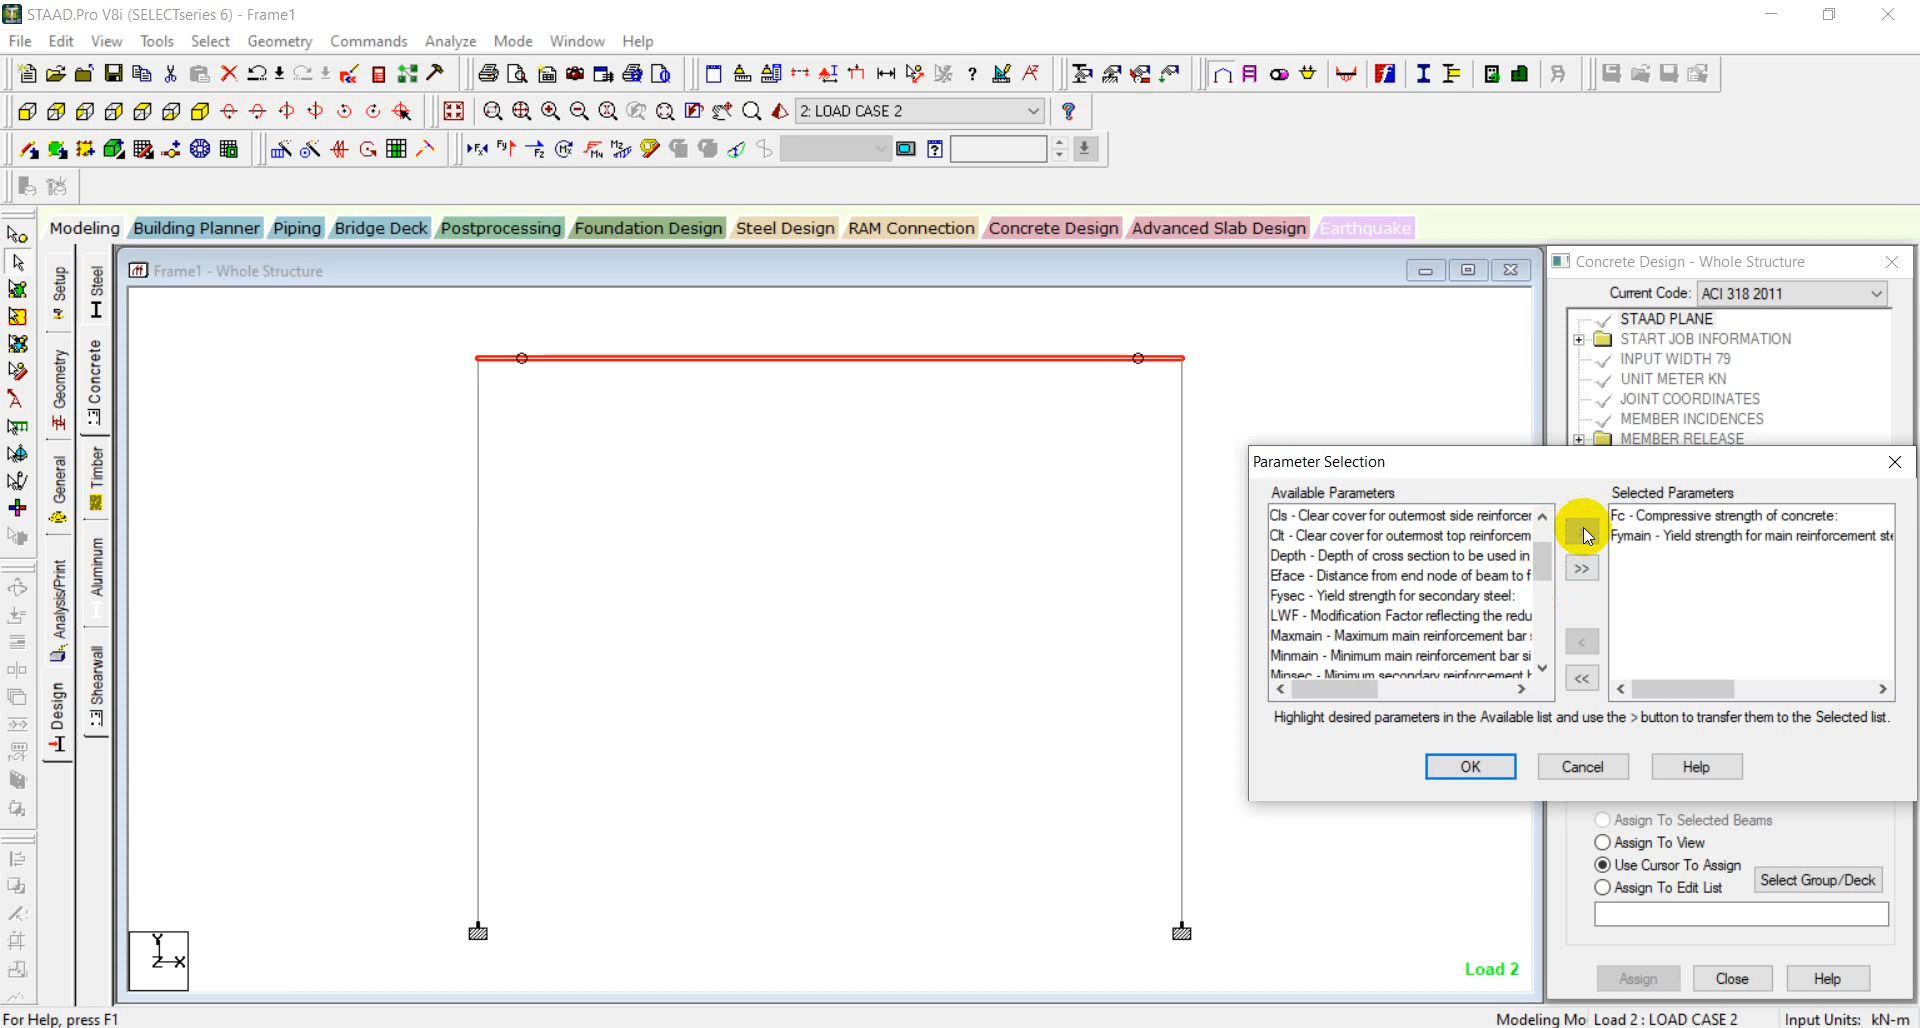 STAAD.Pro V8i (SELECTseries 6) - Frame1
File Edit View Tools Select Geometry Commands Analyze Mode Window Help
2: LOAD CASE 2
Modeling Building Planner Piping Bridge Deck Postprocessing Foundation Design Steel Design RAM Connection Concrete Design Advanced Slab Design Earthquake
Setup
Geometry
General
Analysis/Print
Design
Steel
Concrete
Timber
Aluminum
Shearwall
Frame1 - Whole Structure
Y
Z X
Load 2
Concrete Design - Whole Structure
Current Code: ACI 318 2011
STAAD PLANE
START JOB INFORMATION
INPUT WIDTH 79
UNIT METER KN
JOINT COORDINATES
MEMBER INCIDENCES
MEMBER RELEASE
Parameter Selection
Available Parameters
Cls - Clear cover for outermost side reinforcer
Clt - Clear cover for outermost top reinforcem
Depth - Depth of cross section to be used in
Eface - Distance from end node of beam to f
Fysec - Yield strength for secondary steel:
LWF - Modification Factor reflecting the redu
Maxmain - Maximum main reinforcement bar
Minmain - Minimum main reinforcement bar si
Minsec - Minimum secondary reinforcement
>
>>
<
<<
Selected Parameters
Fc - Compressive strength of concrete:
Fymain - Yield strength for main reinforcement ste
Highlight desired parameters in the Available list and use the > button to transfer them to the Selected list.
OK Cancel Help
Assign To Selected Beams
Assign To View
Use Cursor To Assign
Assign To Edit List
Select Group/Deck
Assign Close Help
For Help, press F1
Modeling Mo Load 2 : LOAD CASE 2 Input Units: kN-m